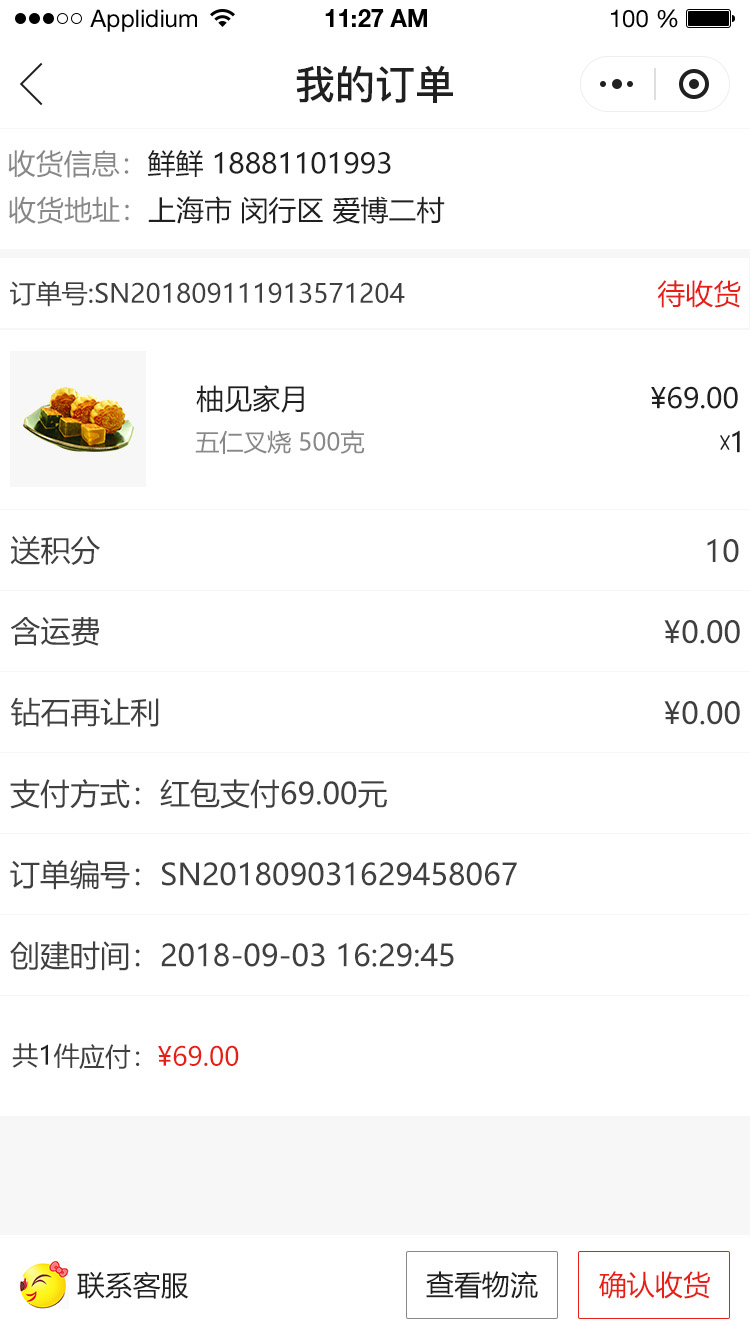 Applidium 11:27 AM 100 %
我的订单
收货信息：鲜鲜 18881101993
收货地址：上海市 闵行区 爱博二村
订单号:SN201809111913571204 待收货
柚见家月 ¥69.00
五仁叉烧 500克 x1
送积分 10
含运费 ¥0.00
钻石再让利 ¥0.00
支付方式：红包支付69.00元
订单编号：SN201809031629458067
创建时间：2018-09-03 16:29:45
共1件应付：¥69.00
联系客服 查看物流 确认收货